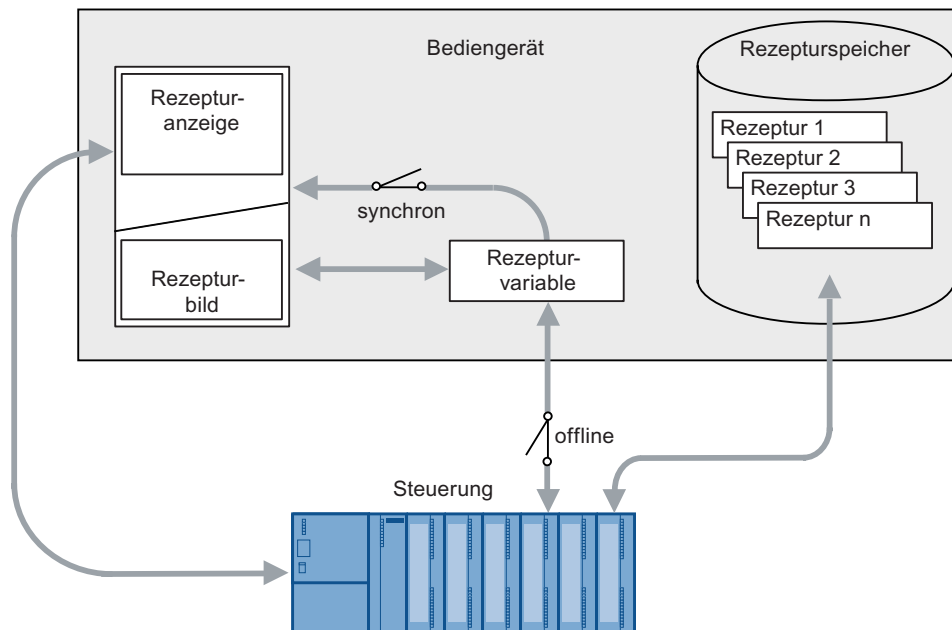 Bediengerät
Rezepturspeicher
Rezeptur-
anzeige
Rezeptur 1
Rezeptur 2
Rezeptur 3
Rezeptur n
synchron
Rezeptur-
variable
Rezeptur-
bild
offline
Steuerung